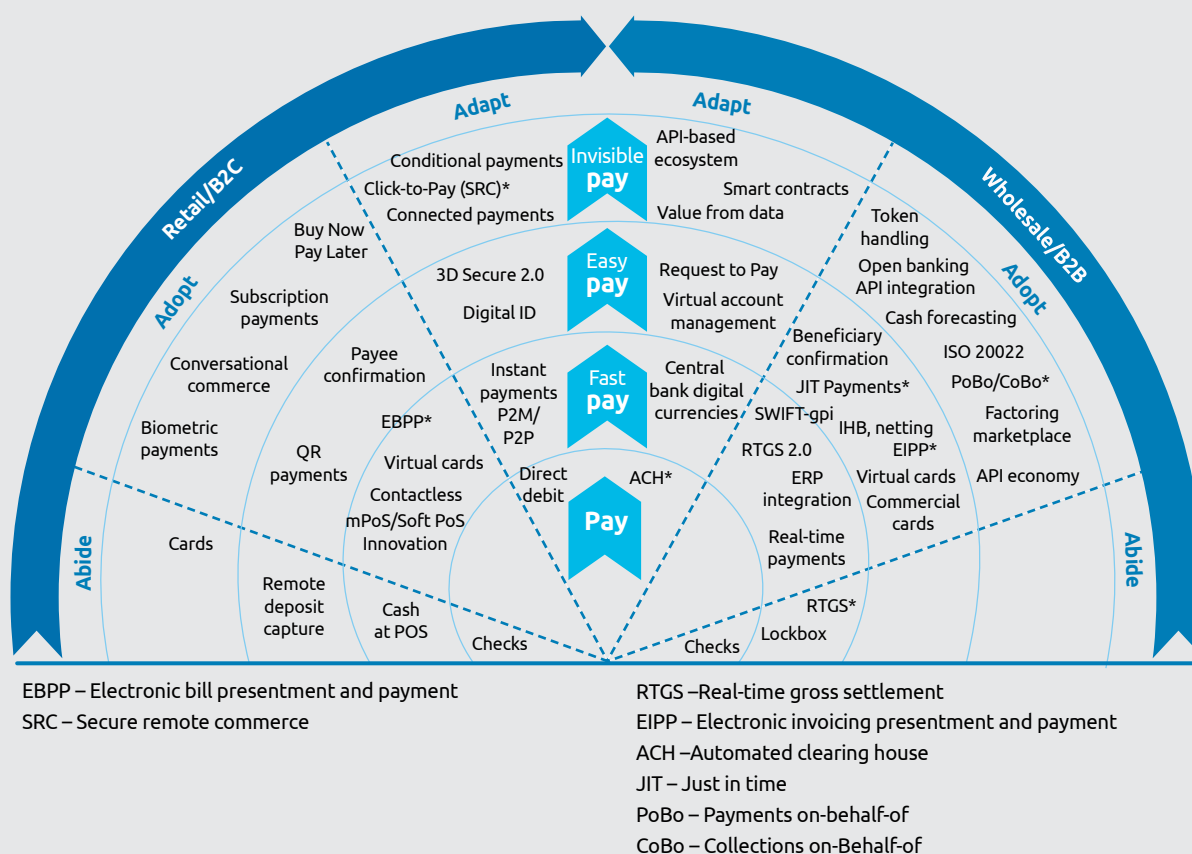 Adapt
Adapt
Retail/B2C
Wholesale/B2B
Adopt
Adopt
Abide
Abide
Invisible
pay
Easy
pay
Fast
pay
Pay
Conditional payments
Click-to-Pay (SRC)*
Connected payments
API-based
ecosystem
Smart contracts
Value from data
Buy Now
Pay Later
Subscription
payments
Conversational
commerce
Biometric
payments
3D Secure 2.0
Digital ID
Request to Pay
Virtual account
management
Token
handling
Open banking
API integration
Cash forecasting
ISO 20022
PoBo/CoBo*
Factoring
marketplace
API economy
Payee
confirmation
QR
payments
EBPP*
Virtual cards
Contactless
mPoS/Soft PoS
Innovation
Instant
payments
P2M/
P2P
Central
bank digital
currencies
Beneficiary
confirmation
JIT Payments*
SWIFT-gpi
IHB, netting
EIPP*
RTGS 2.0
Virtual cards
ERP
integration
Commercial
cards
Real-time
payments
Direct
debit
ACH*
Cards
Remote
deposit
capture
Cash
at POS
Checks
Checks
Lockbox
RTGS*
EBPP – Electronic bill presentment and payment
SRC – Secure remote commerce
RTGS –Real-time gross settlement
EIPP – Electronic invoicing presentment and payment
ACH –Automated clearing house
JIT – Just in time
PoBo – Payments on-behalf-of
CoBo – Collections on-Behalf-of